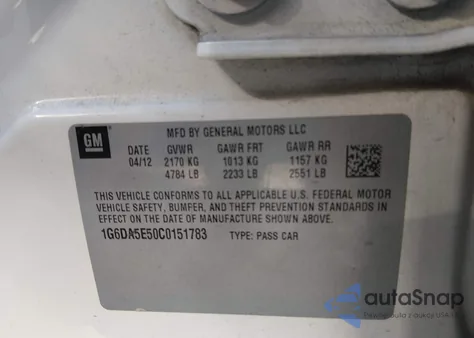 GM
MFD BY GENERAL MOTORS LLC
DATE GVWR GAWR FRT GAWR RR
04/12 2170 KG 1013 KG 1157 KG
4784 LB 2233 LB 2551 LB
THIS VEHICLE CONFORMS TO ALL APPLICABLE U.S. FEDERAL MOTOR
VEHICLE SAFETY, BUMPER, AND THEFT PREVENTION STANDARDS IN
EFFECT ON THE DATE OF MANUFACTURE SHOWN ABOVE.
1G6DA5E50C0151783 TYPE: PASS CAR
autoSnap